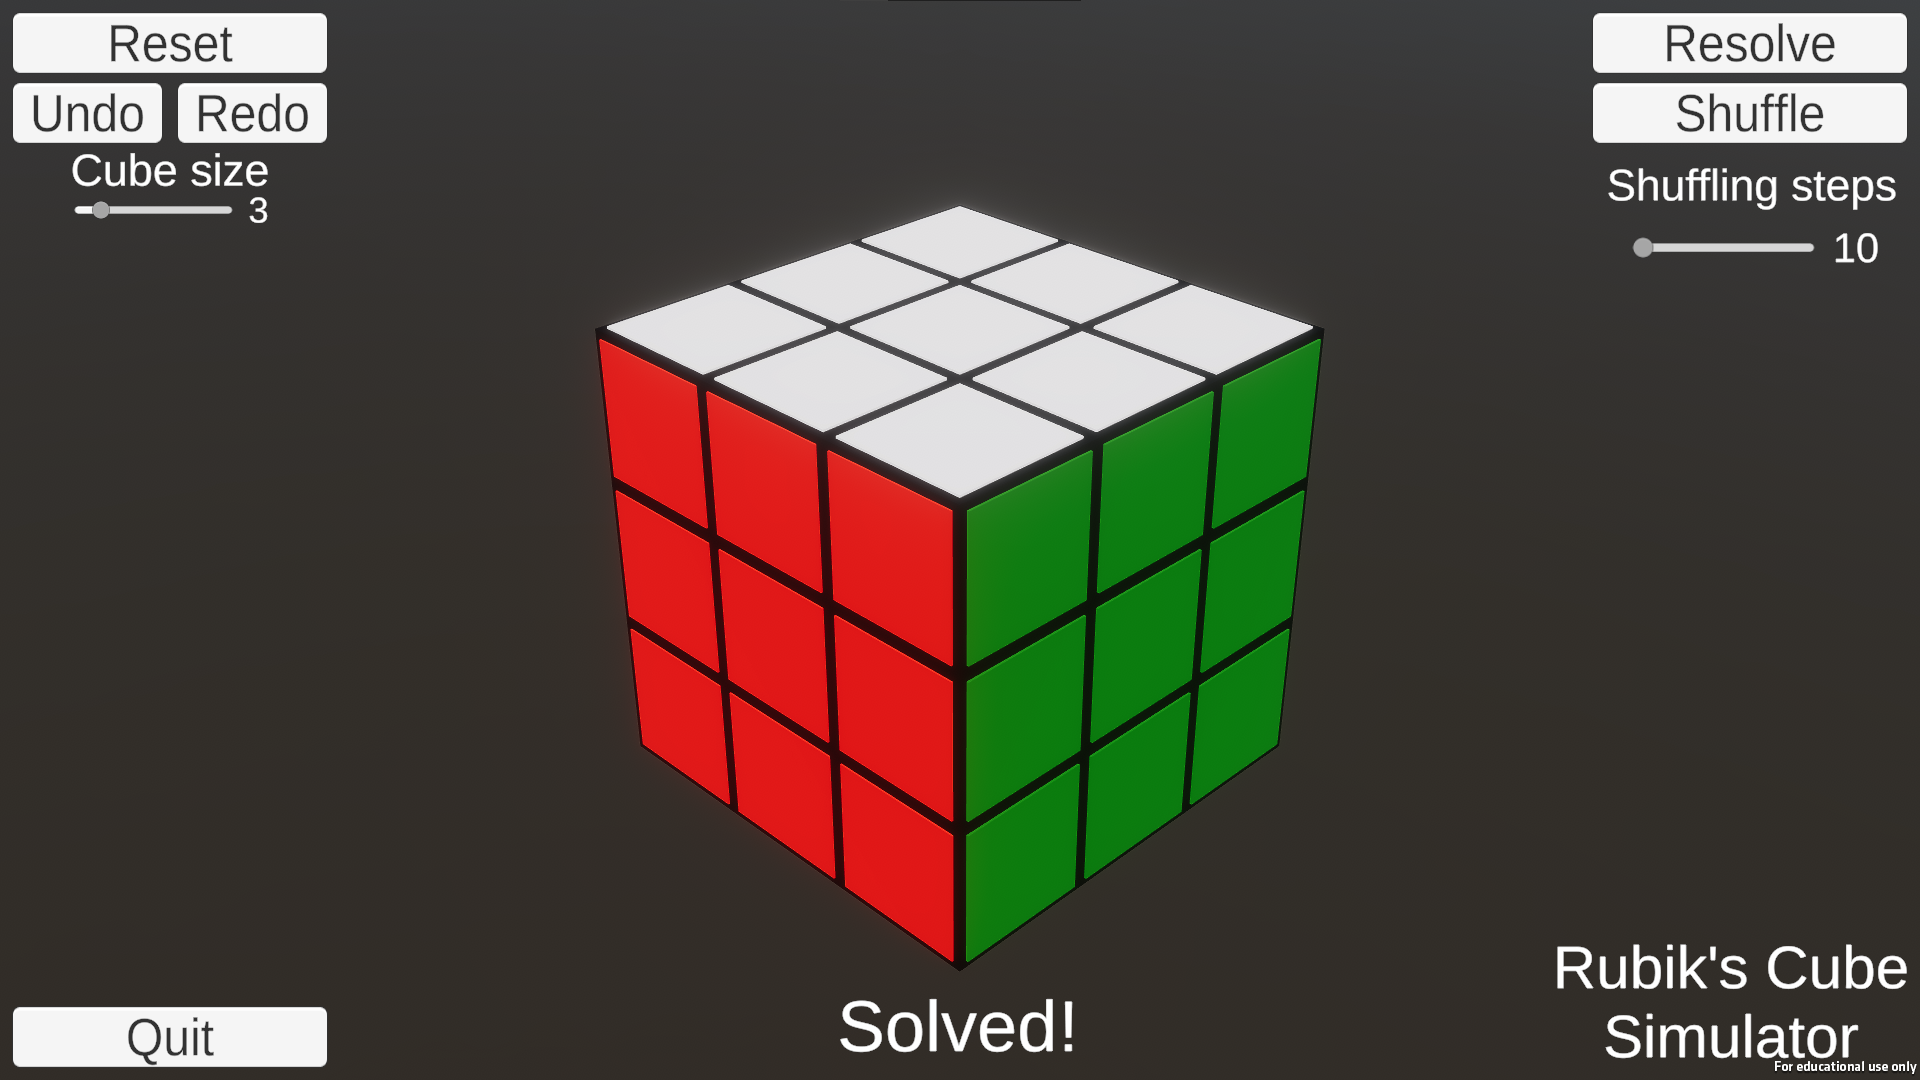 Reset
Undo Redo
Cube size
3
Resolve
Shuffle
Shuffling steps
10
Quit
Solved!
Rubik's Cube
Simulator
For educational use only